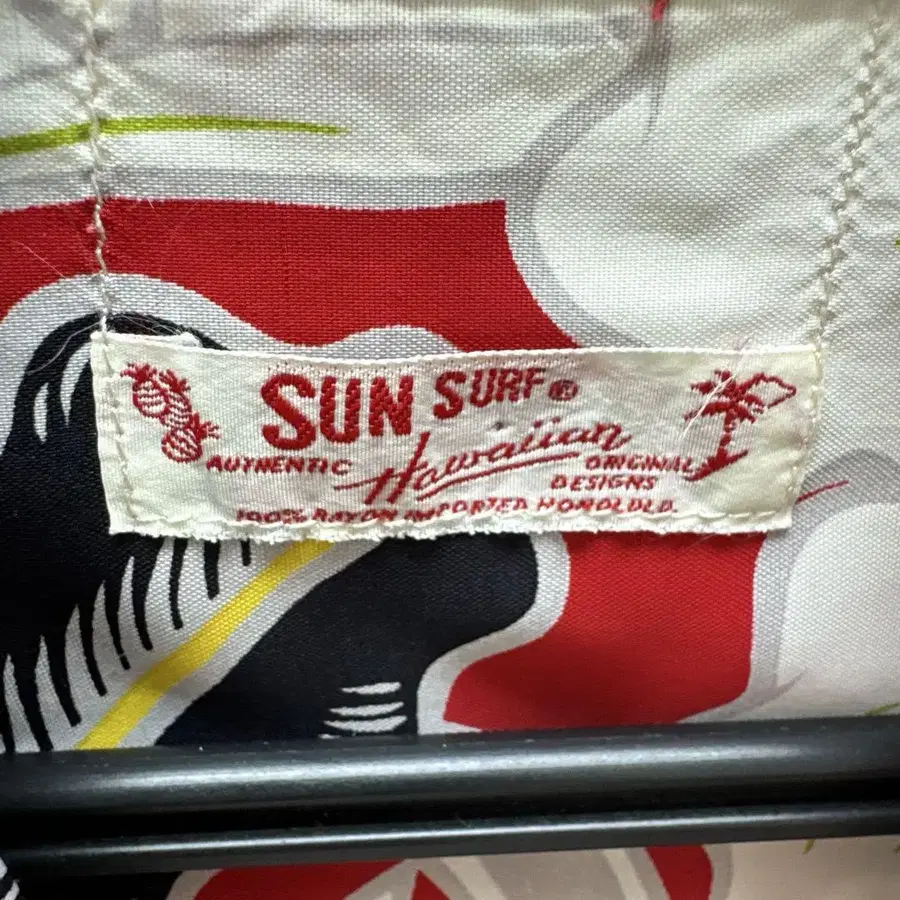 SUN SURF®
Hawaiian
AUTHENTIC ORIGINAL
DESIGNS
100% RAYON IMPORTED HONOLULU.